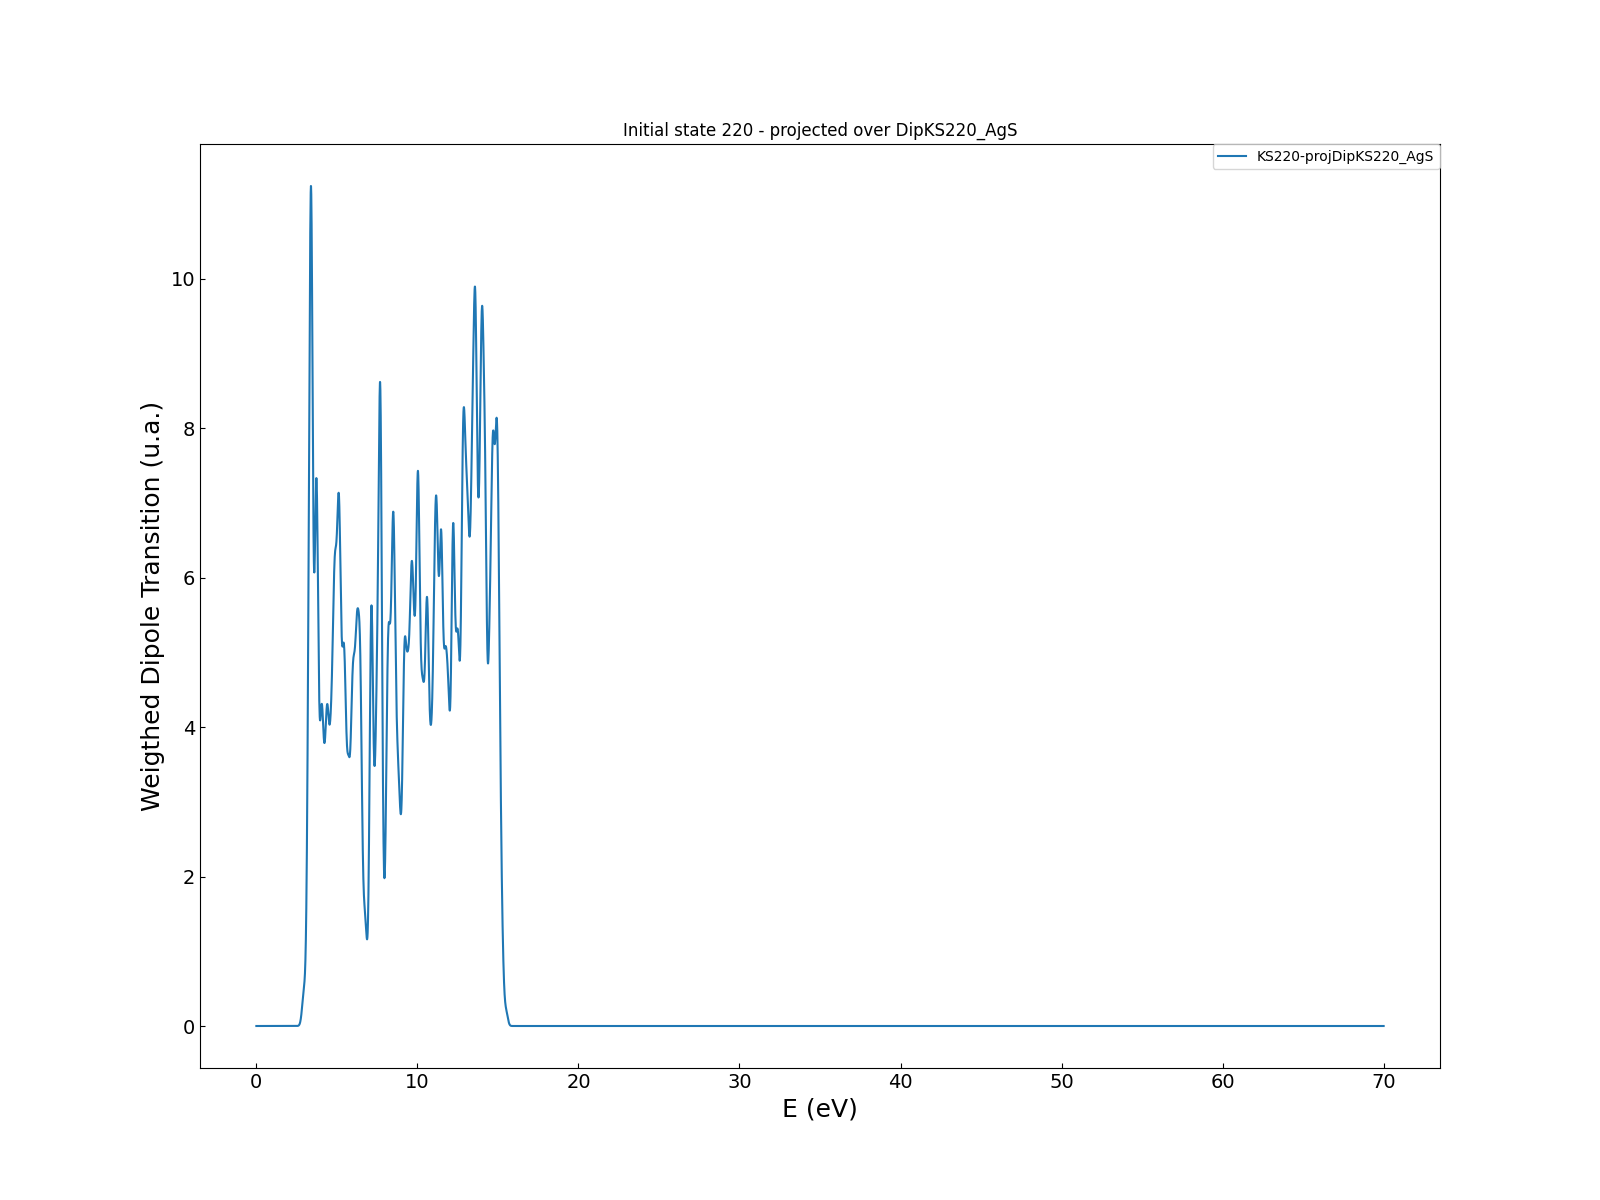 Initial state 220 - projected over DipKS220_AgS
KS220-projDipKS220_AgS
Weigthed Dipole Transition (u.a.)
10
8
6
4
2
0
0 10 20 30 40 50 60 70
E (eV)